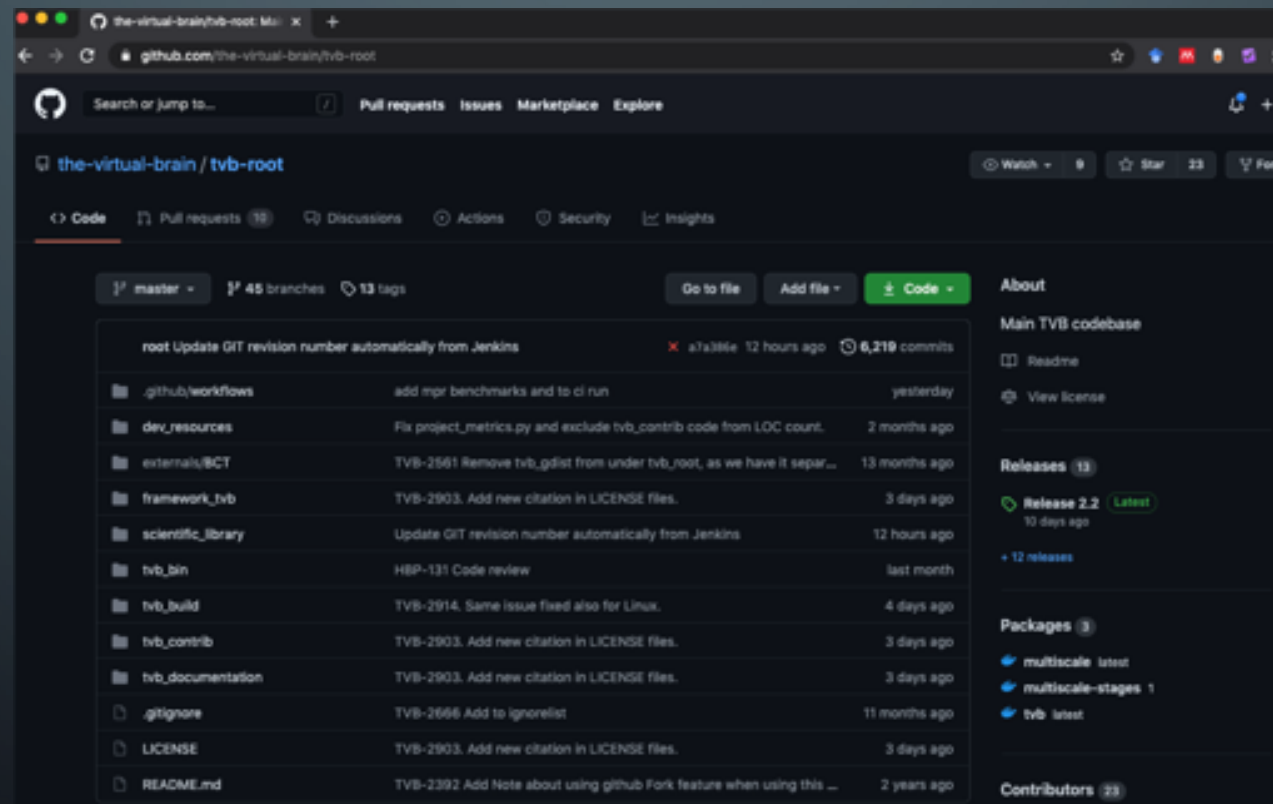 the-virtual-brain/tvb-root: Mai
github.com/the-virtual-brain/tvb-root
Search or jump to... / Pull requests Issues Marketplace Explore
the-virtual-brain / tvb-root Watch 9 Star 23 For
Code Pull requests 10 Discussions Actions Security Insights
master 45 branches 13 tags Go to file Add file Code
root Update GIT revision number automatically from Jenkins a7a386e 12 hours ago 6,219 commits
.github/workflows add mpr benchmarks and to ci run yesterday
dev_resources Fix project_metrics.py and exclude tvb_contrib code from LOC count. 2 months ago
externals/BCT TVB-2561 Remove tvb_gdist from under tvb_root, as we have it separ... 13 months ago
framework_tvb TVB-2903. Add new citation in LICENSE files. 3 days ago
scientific_library Update GIT revision number automatically from Jenkins 12 hours ago
tvb_bin HBP-131 Code review last month
tvb_build TVB-2914. Same issue fixed also for Linux. 4 days ago
tvb_contrib TVB-2903. Add new citation in LICENSE files. 3 days ago
tvb_documentation TVB-2903. Add new citation in LICENSE files. 3 days ago
.gitignore TVB-2666 Add to ignorelist 11 months ago
LICENSE TVB-2903. Add new citation in LICENSE files. 3 days ago
README.md TVB-2392 Add Note about using github Fork feature when using this ... 2 years ago
About
Main TVB codebase
Readme
View license
Releases 13
Release 2.2 Latest
10 days ago
+ 12 releases
Packages 3
multiscale latest
multiscale-stages 1
tvb latest
Contributors 23